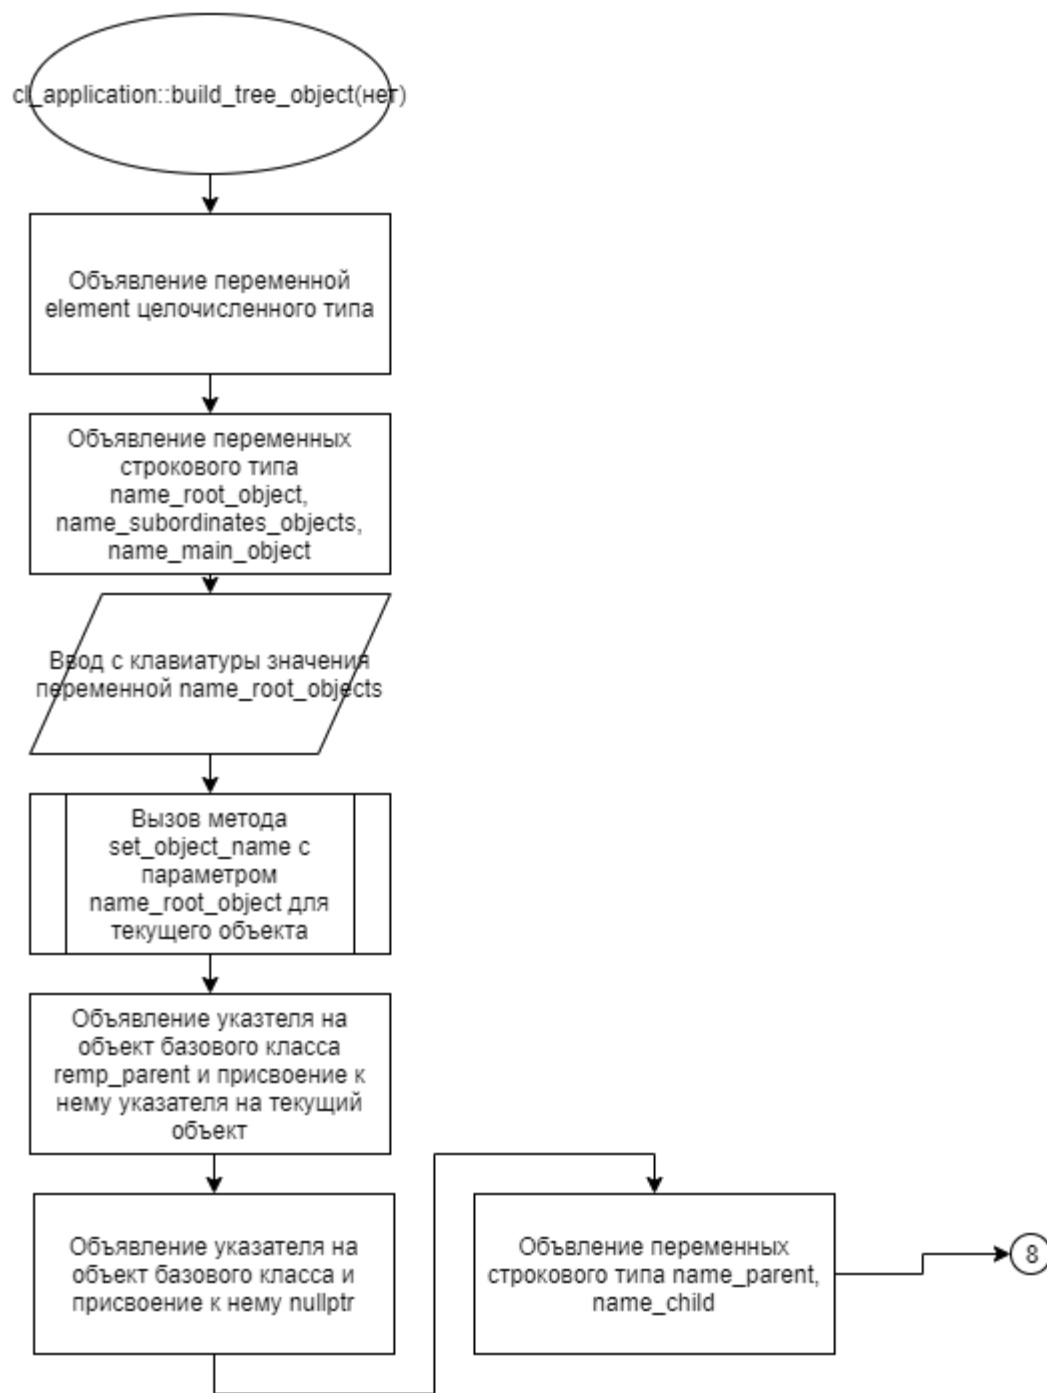 cl_application::build_tree_object(нет)
Объявление переменной
element целочисленного типа
Объявление переменных
строкового типа
name_root_object,
name_subordinates_objects,
name_main_object
Ввод с клавиатуры значения
переменной name_root_objects
Вызов метода
set_object_name с
параметром
name_root_object для
текущего объекта
Объявление указтеля на
объект базового класса
remp_parent и присвоение к
нему указателя на текущий
объект
Объявление указателя на
объект базового класса и
присвоение к нему nullptr
Объвление переменных
строкового типа name_parent,
name_child
8